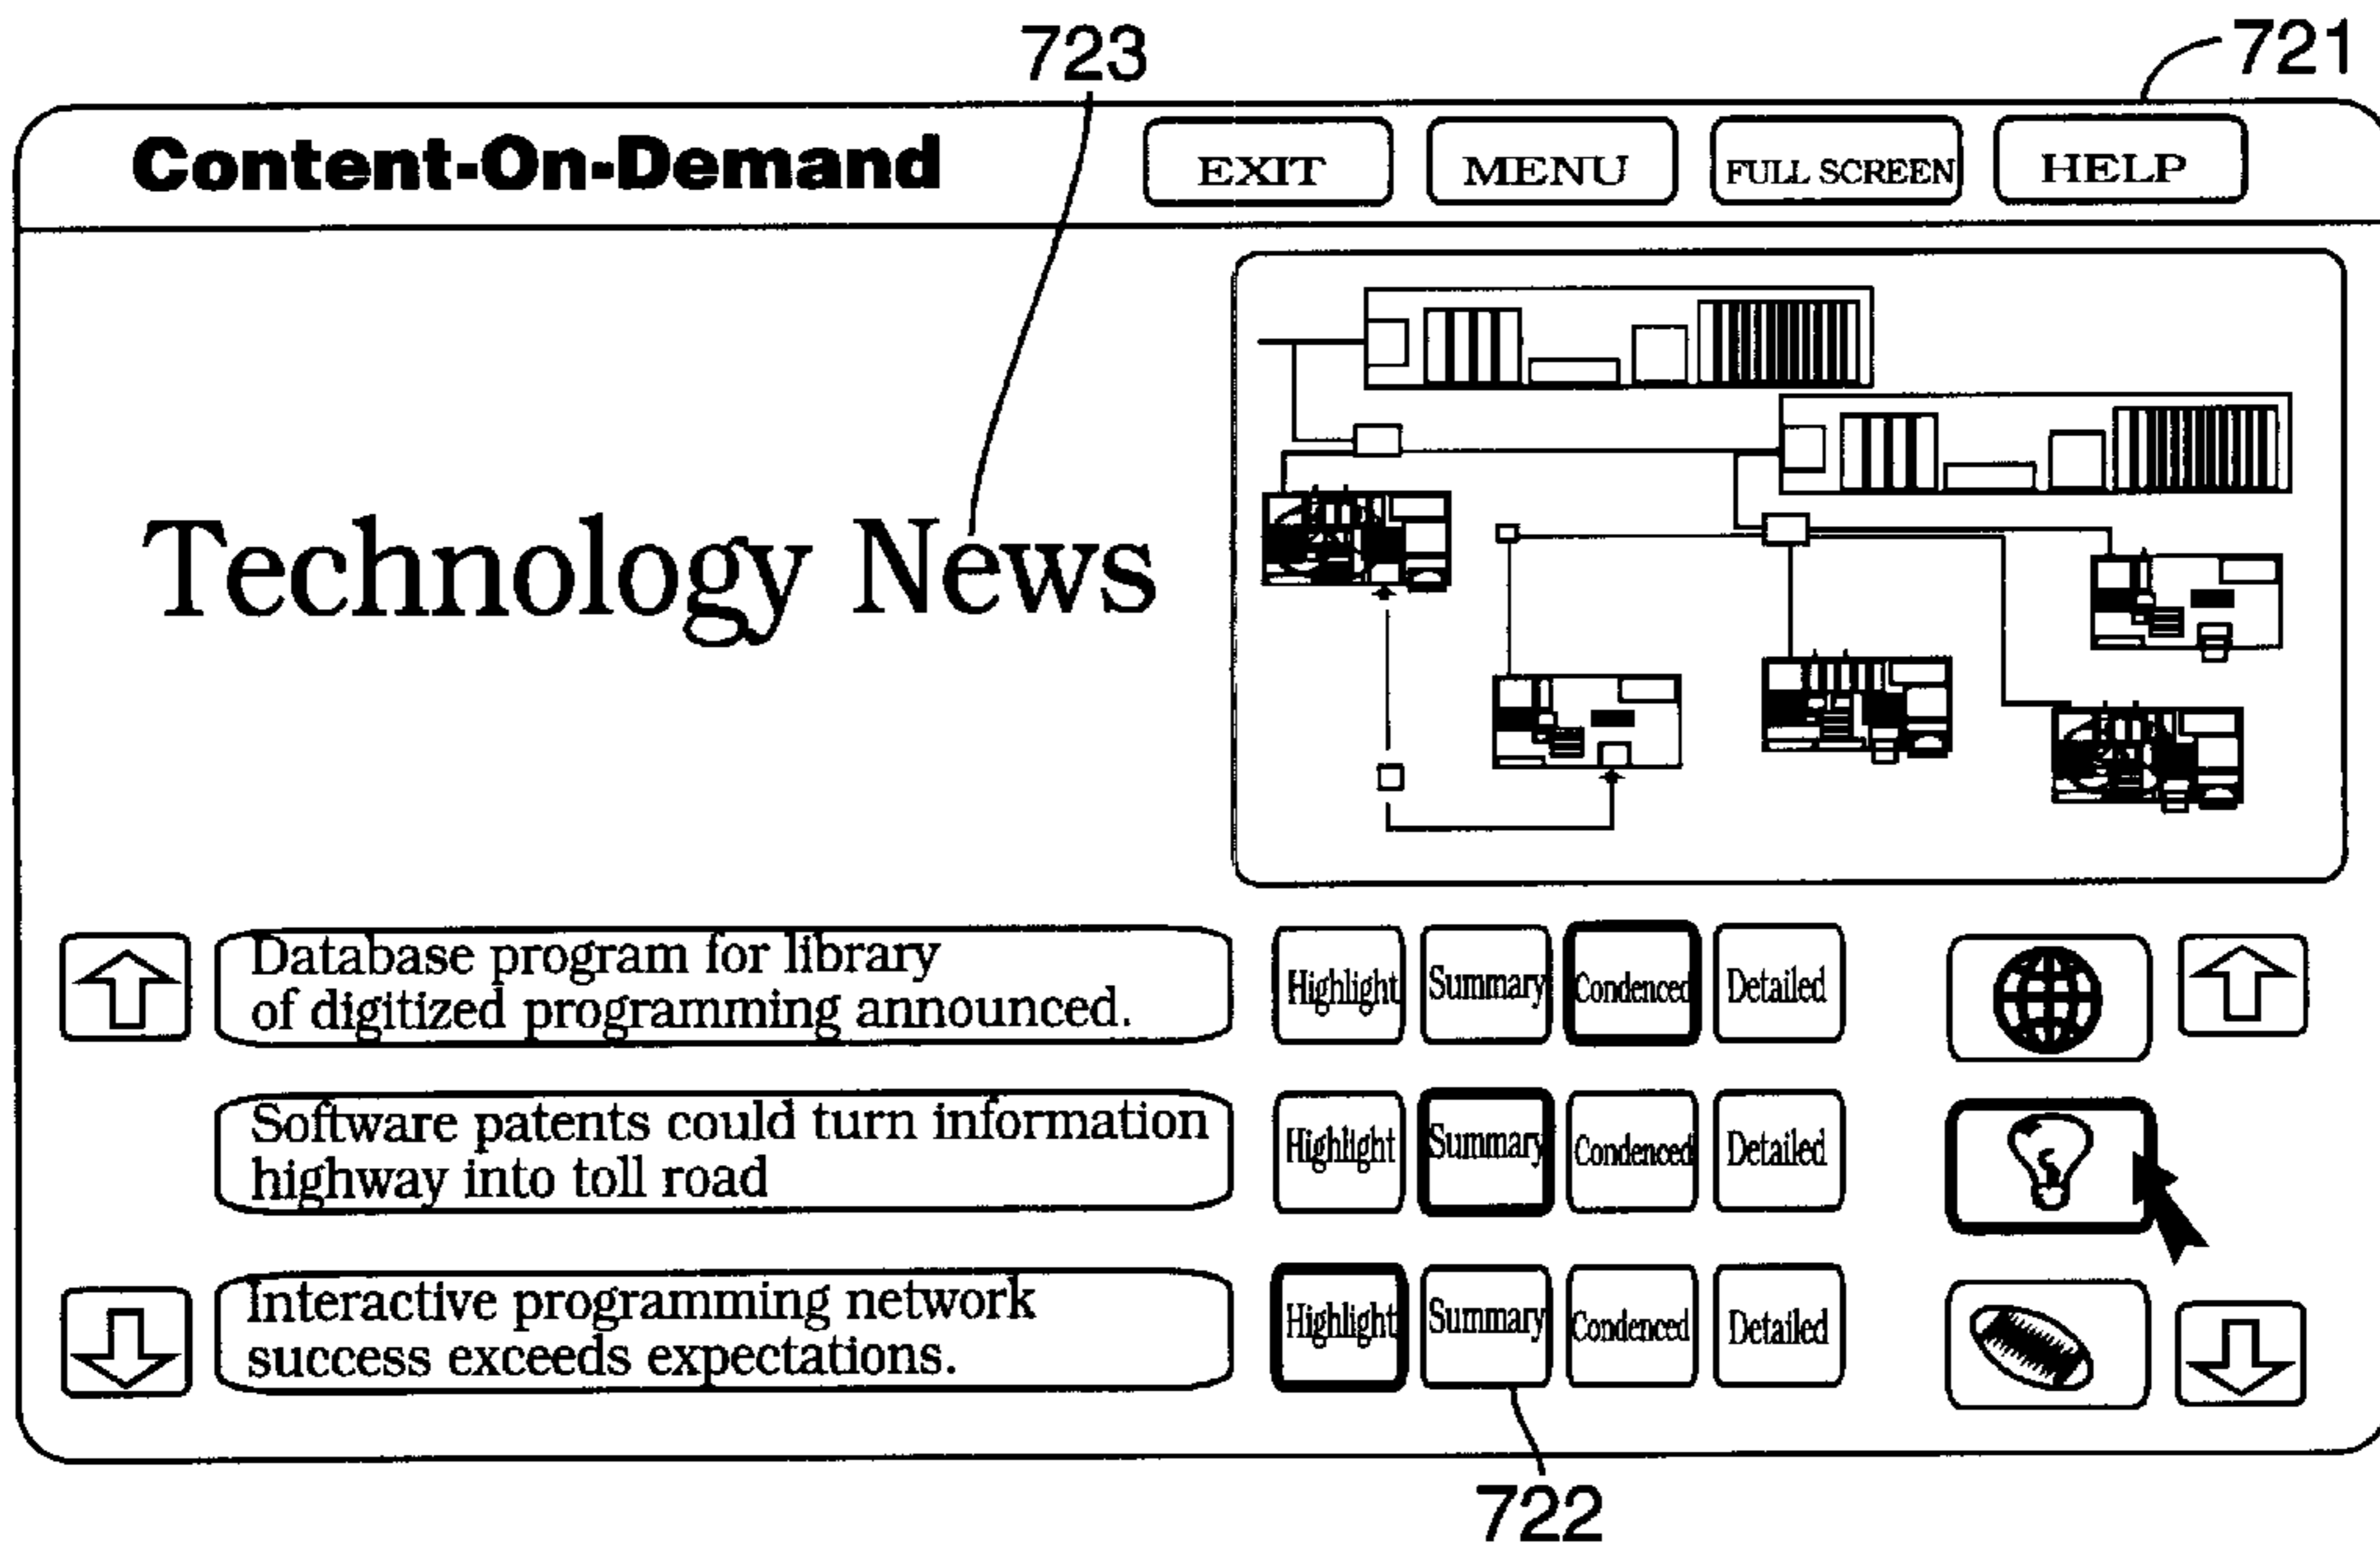 723
721
Content-On-Demand
EXIT
MENU
FULL SCREEN
HELP
Technology News
Database program for library
of digitized programming announced.
Highlight
Summary
Condenced
Detailed
Software patents could turn information
highway into toll road
Highlight
Summary
Condenced
Detailed
Interactive programming network
success exceeds expectations.
Highlight
Summary
Condenced
Detailed
722